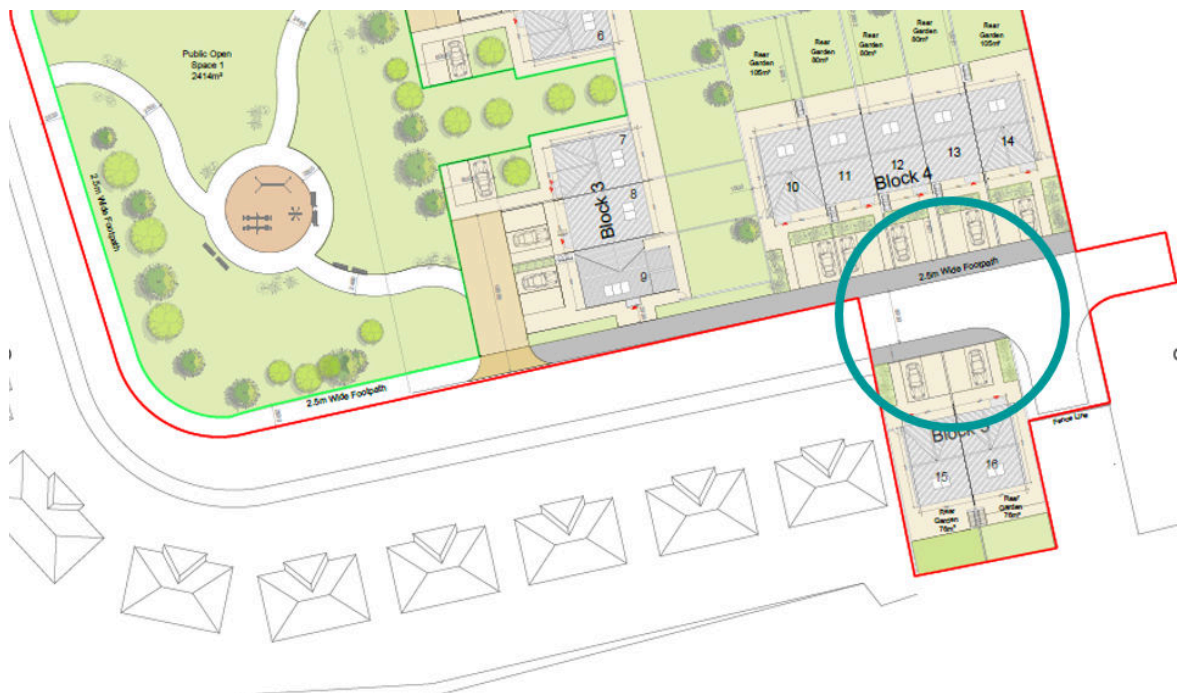 Public Open
Space 1
2414m²
6
Rear
Garden
105m²
Rear
Garden
80m²
Rear
Garden
80m²
Rear
Garden
80m²
Rear
Garden
105m²
7
8
9
Block 3
10
11
12
13
14
Block 4
2.5m Wide Footpath
2.5m Wide Footpath
2.5m Wide Footpath
Block 5
15
16
Rear
Garden
76m²
Rear
Garden
76m²
Fence Line